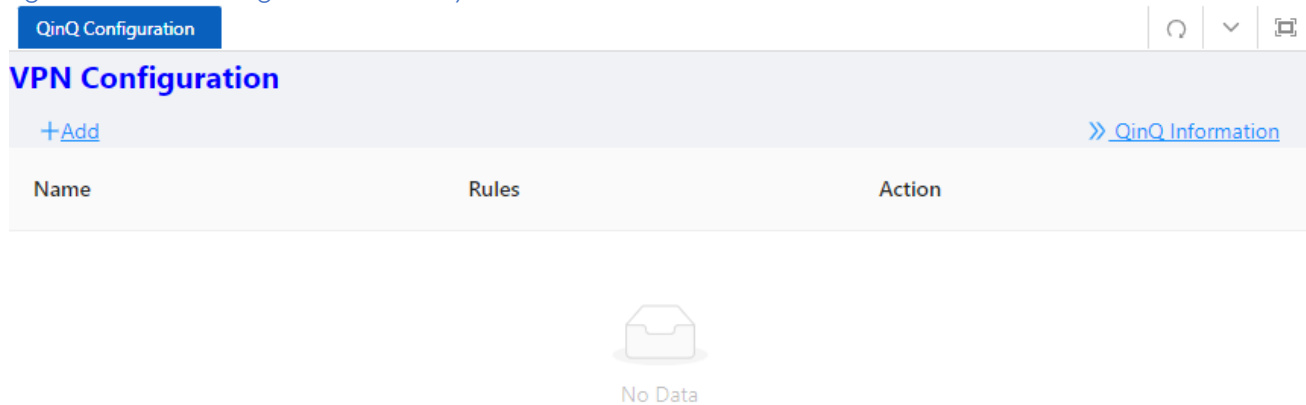 QinQ Configuration
VPN Configuration
+Add
QinQ Information
Name Rules Action
No Data